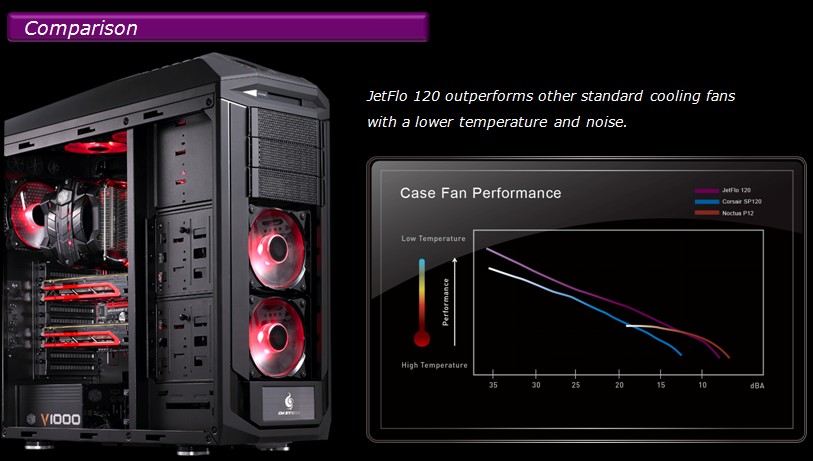 Comparison
JetFlo 120 outperforms other standard cooling fans
with a lower temperature and noise.
Case Fan Performance
JetFlo 120
Corsair SP120
Noctua P12
Low Temperature
Performance
High Temperature
35 30 25 20 15 10 dBA
V1000